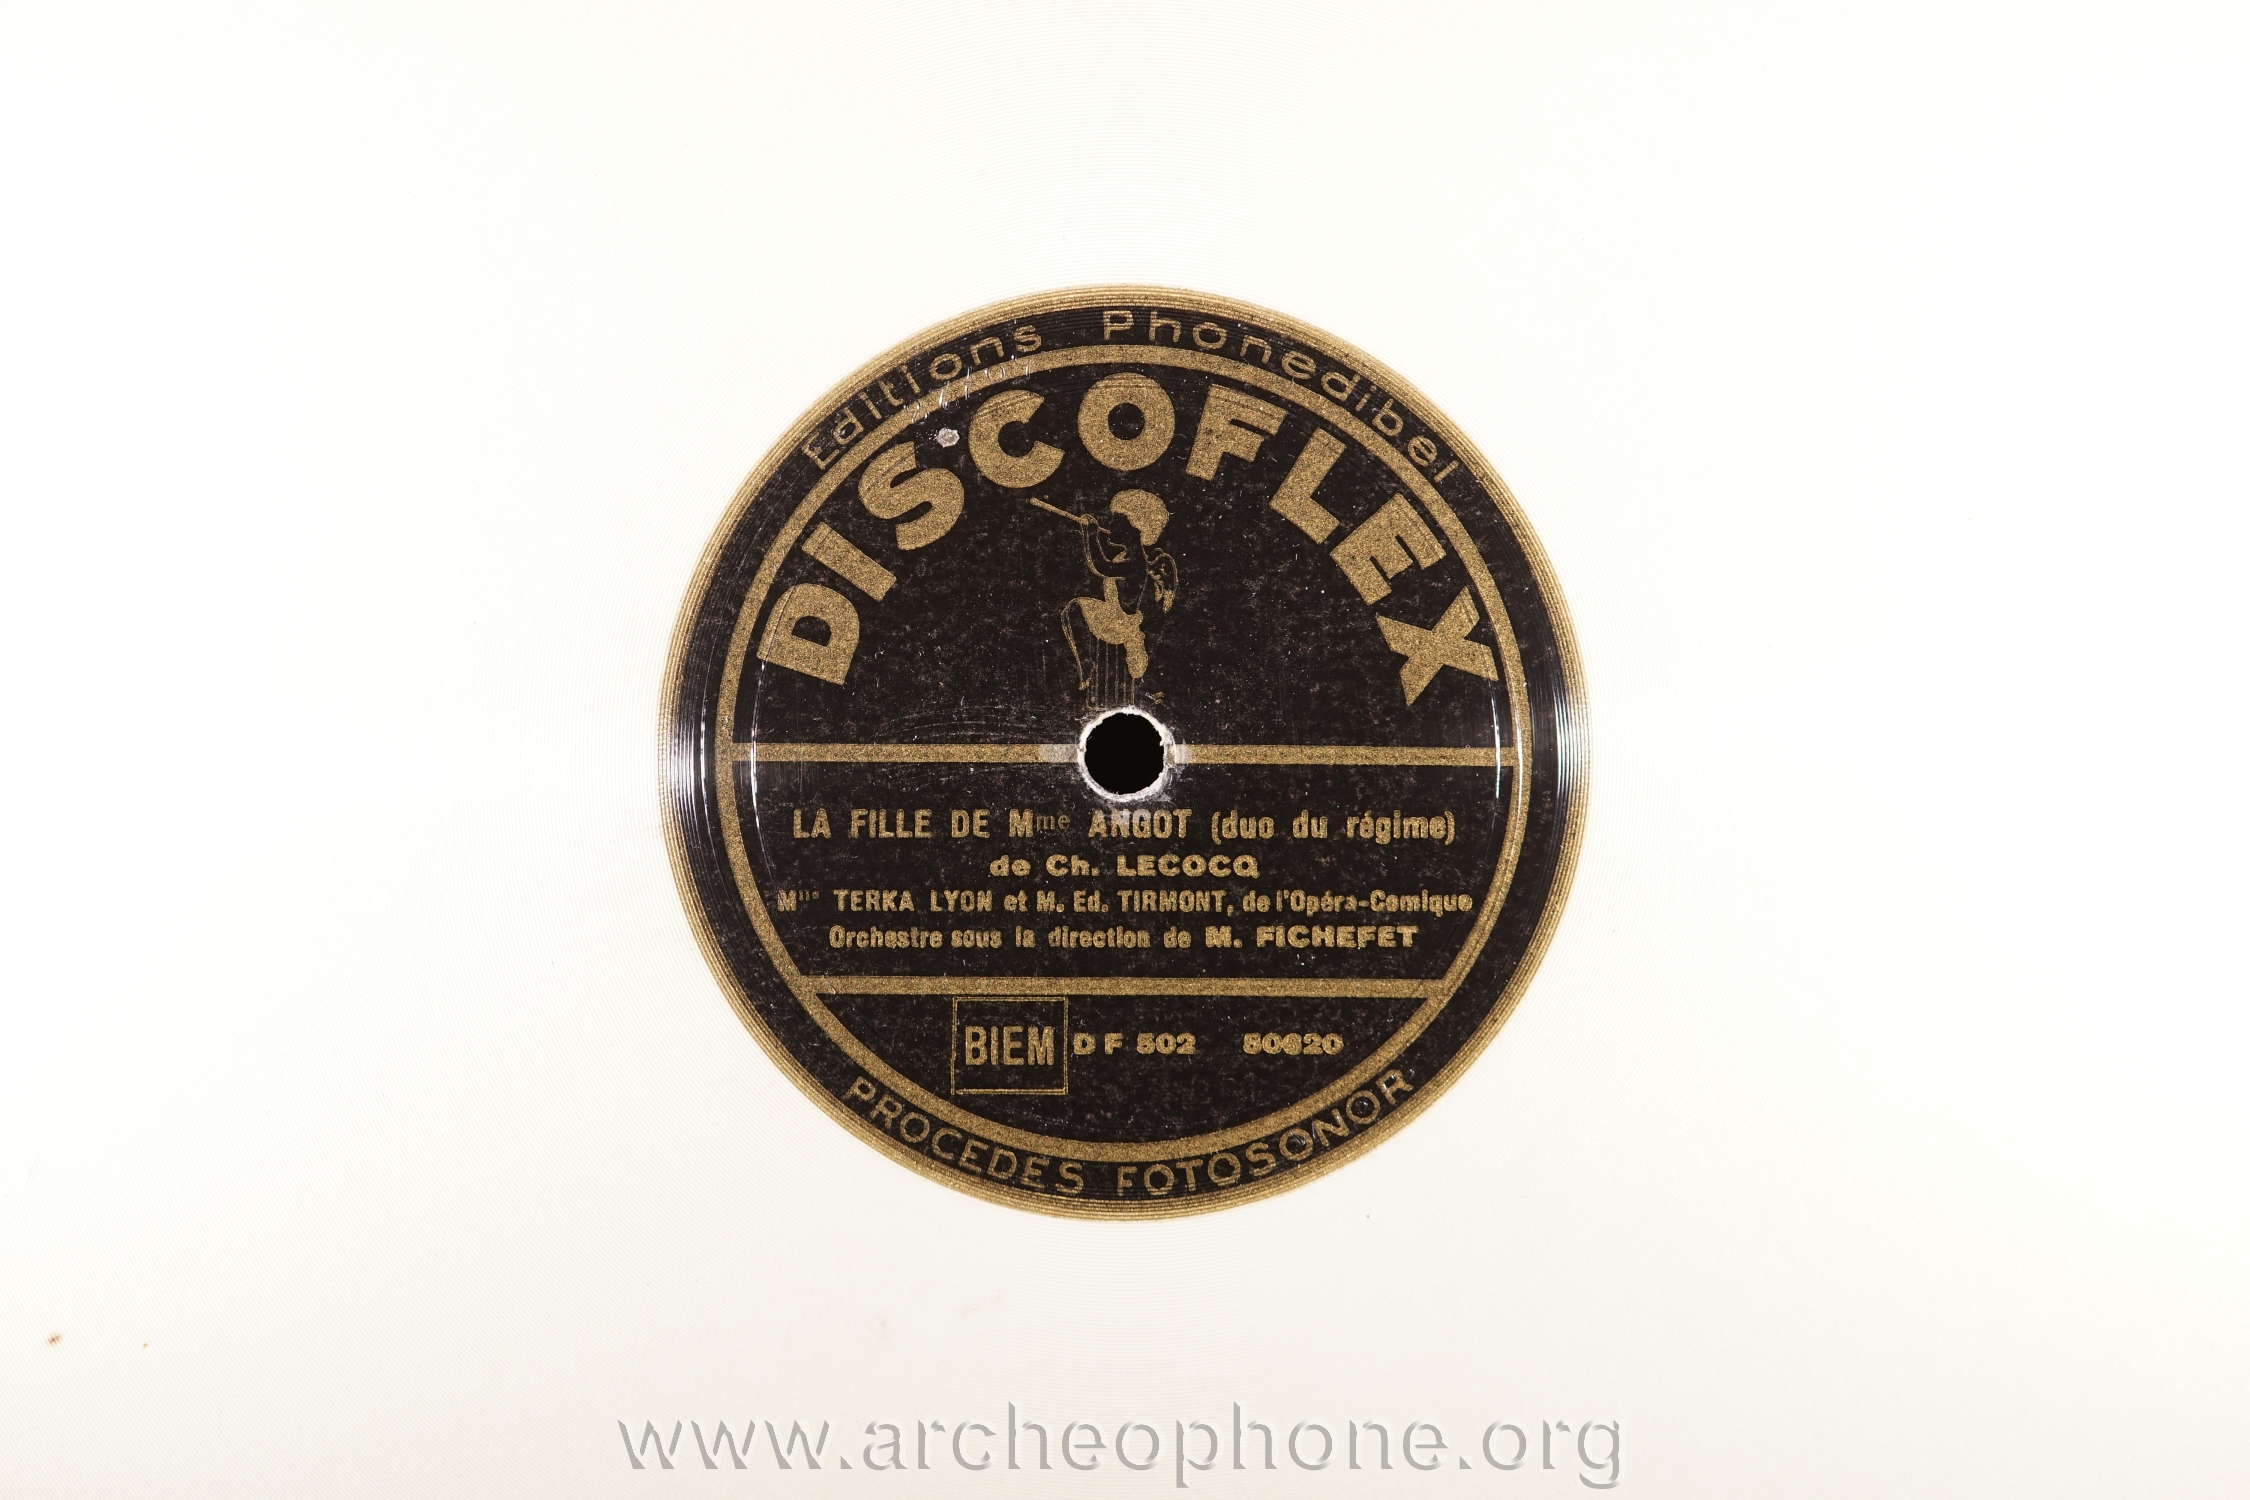 Editions Phonedibel
DISCOFLEX
LA FILLE DE Mme ANGOT (duo du régime)
de Ch. LECOCQ
Mlle TERKA LYON et M. Ed. TIRMONT, de l'Opéra-Comique
Orchestre sous la direction de M. FICHEFET
BIEM DF 502 50620
PROCEDES FOTOSONOR
www.archeophone.org